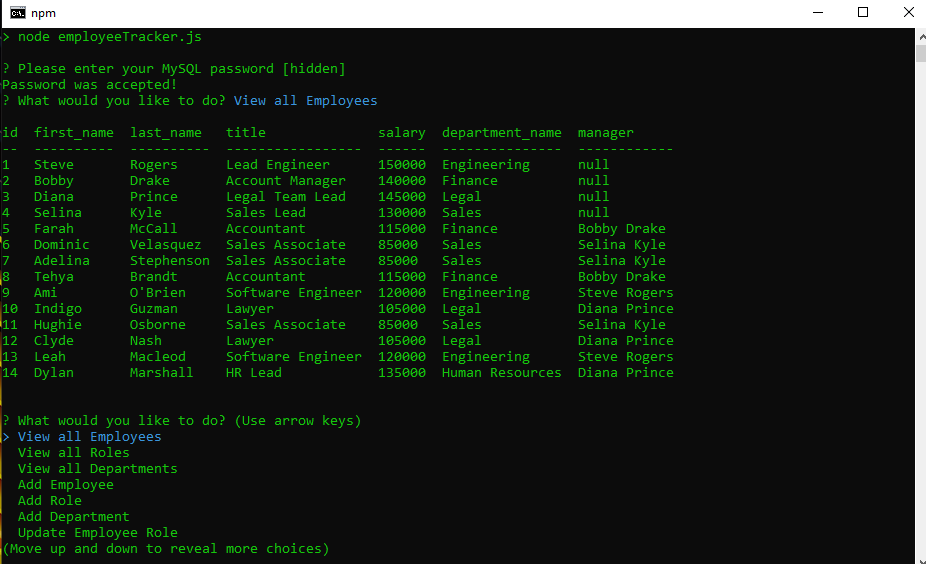 npm
> node employeeTracker.js
? Please enter your MySQL password [hidden]
Password was accepted!
? What would you like to do? View all Employees
id  first_name  last_name   title              salary  department_name  manager
--  ----------  ----------  -----------------  ------  ---------------  ------------
1   Steve       Rogers      Lead Engineer      150000  Engineering      null
2   Bobby       Drake       Account Manager    140000  Finance          null
3   Diana       Prince      Legal Team Lead    145000  Legal            null
4   Selina      Kyle        Sales Lead         130000  Sales            null
5   Farah       McCall      Accountant         115000  Finance          Bobby Drake
6   Dominic     Velasquez   Sales Associate    85000   Sales            Selina Kyle
7   Adelina     Stephenson  Sales Associate    85000   Sales            Selina Kyle
8   Tehya       Brandt      Accountant         115000  Finance          Bobby Drake
9   Ami         O'Brien     Software Engineer  120000  Engineering      Steve Rogers
10  Indigo      Guzman      Lawyer             105000  Legal            Diana Prince
11  Hughie      Osborne     Sales Associate    85000   Sales            Selina Kyle
12  Clyde       Nash        Lawyer             105000  Legal            Diana Prince
13  Leah        Macleod     Software Engineer  120000  Engineering      Steve Rogers
14  Dylan       Marshall    HR Lead            135000  Human Resources  Diana Prince
? What would you like to do? (Use arrow keys)
> View all Employees
  View all Roles
  View all Departments
  Add Employee
  Add Role
  Add Department
  Update Employee Role
(Move up and down to reveal more choices)